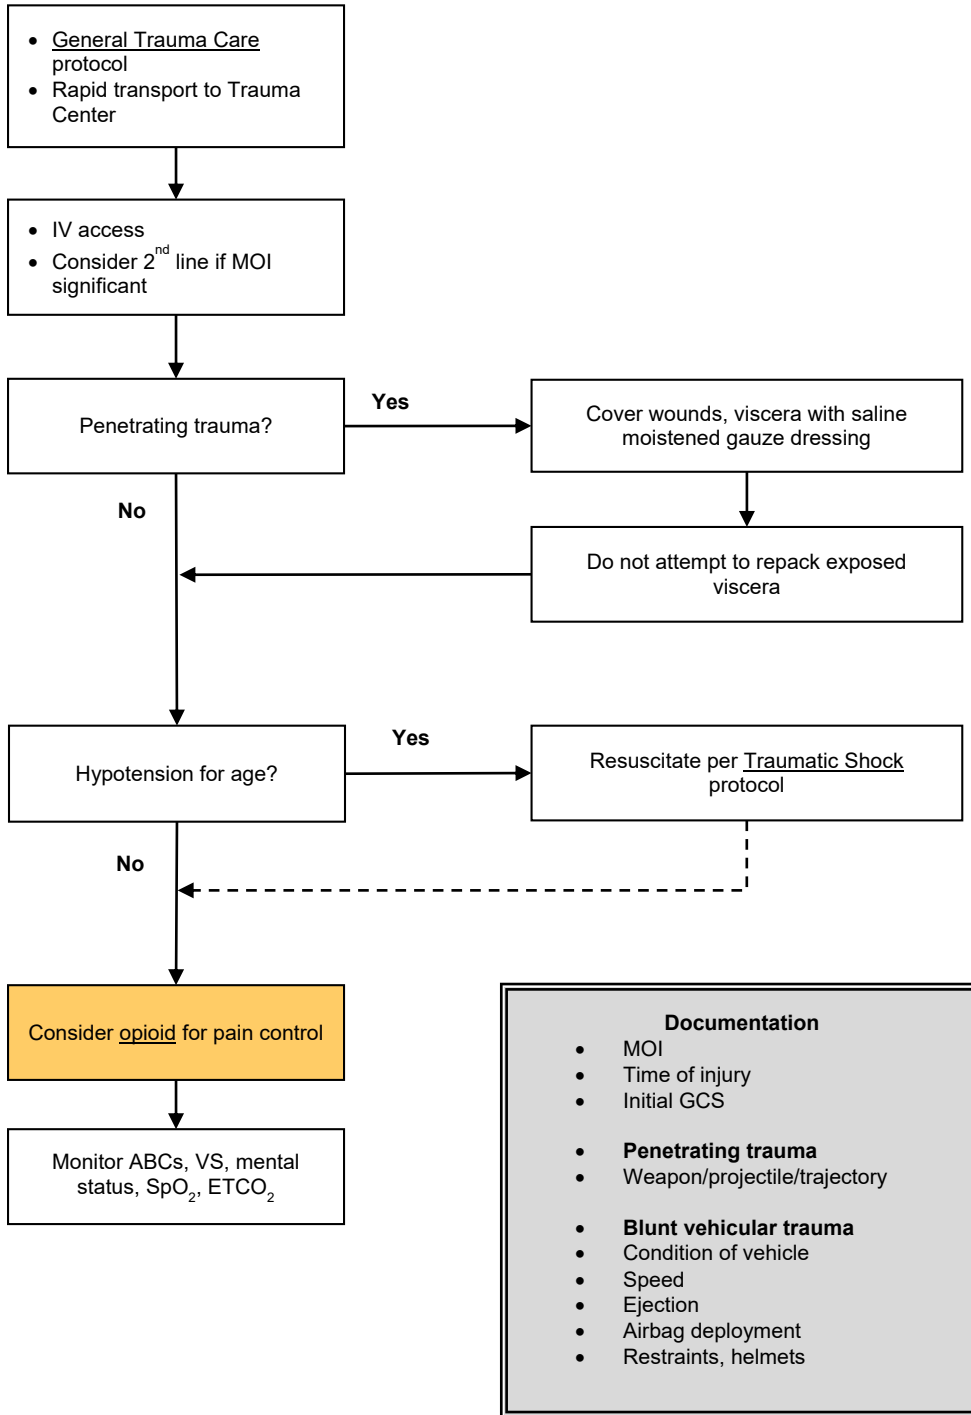 • General Trauma Care
protocol
• Rapid transport to Trauma
Center
• IV access
• Consider 2nd line if MOI
significant
Penetrating trauma?
Yes
Cover wounds, viscera with saline
moistened gauze dressing
No
Do not attempt to repack exposed
viscera
Hypotension for age?
Yes
Resuscitate per Traumatic Shock
protocol
No
Consider opioid for pain control
Monitor ABCs, VS, mental
status, SpO2, ETCO2
Documentation
• MOI
• Time of injury
• Initial GCS
• Penetrating trauma
• Weapon/projectile/trajectory
• Blunt vehicular trauma
• Condition of vehicle
• Speed
• Ejection
• Airbag deployment
• Restraints, helmets